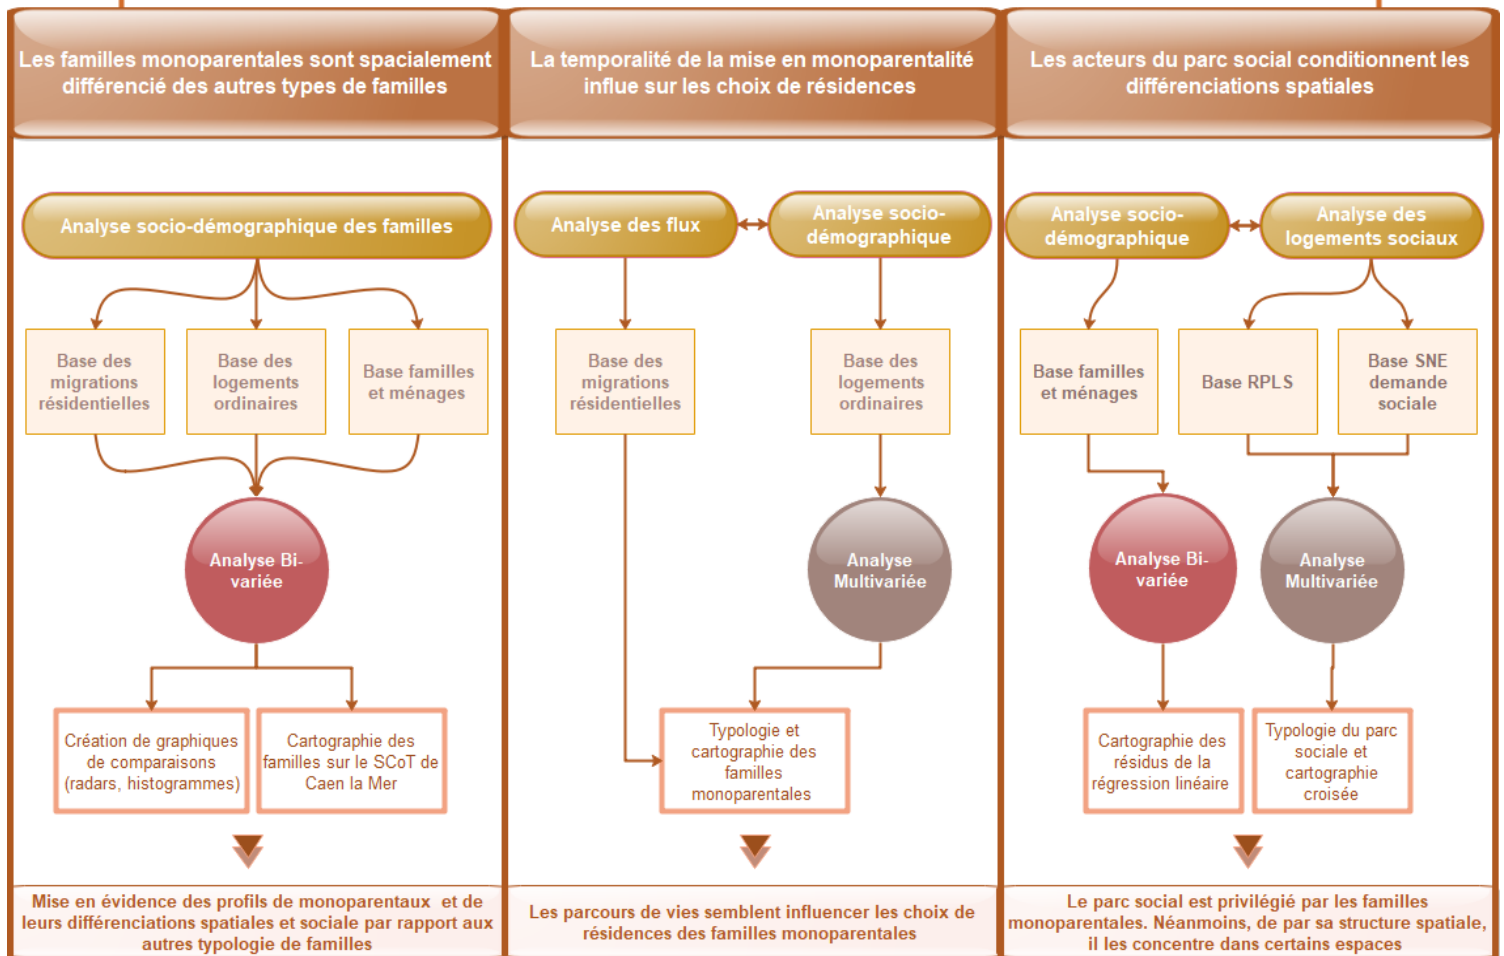 Les familles monoparentales sont spacialement
différencié des autres types de familles
La temporalité de la mise en monoparentalité
influe sur les choix de résidences
Les acteurs du parc social conditionnent les
différenciations spatiales
Analyse socio-démographique des familles
Analyse des flux
Analyse socio-
démographique
Analyse socio-
démographique
Analyse des
logements sociaux
Base des
migrations
résidentielles
Base des
logements
ordinaires
Base familles
et ménages
Base des
migrations
résidentielles
Base des
logements
ordinaires
Base familles
et ménages
Base RPLS
Base SNE
demande
sociale
Analyse Bi-
variée
Analyse
Multivariée
Analyse Bi-
variée
Analyse
Multivariée
Création de graphiques
de comparaisons
(radars, histogrammes)
Cartographie des
familles sur le SCoT de
Caen la Mer
Typologie et
cartographie des
familles
monoparentales
Cartographie des
résidus de la
régression linéaire
Typologie du parc
sociale et
cartographie
croisée
Mise en évidence des profils de monoparentaux et de
leurs différenciations spatiales et sociale par rapport aux
autres typologie de familles
Les parcours de vies semblent influencer les choix de
résidences des familles monoparentales
Le parc social est privilégié par les familles
monoparentales. Néanmoins, de par sa structure spatiale,
il les concentre dans certains espaces